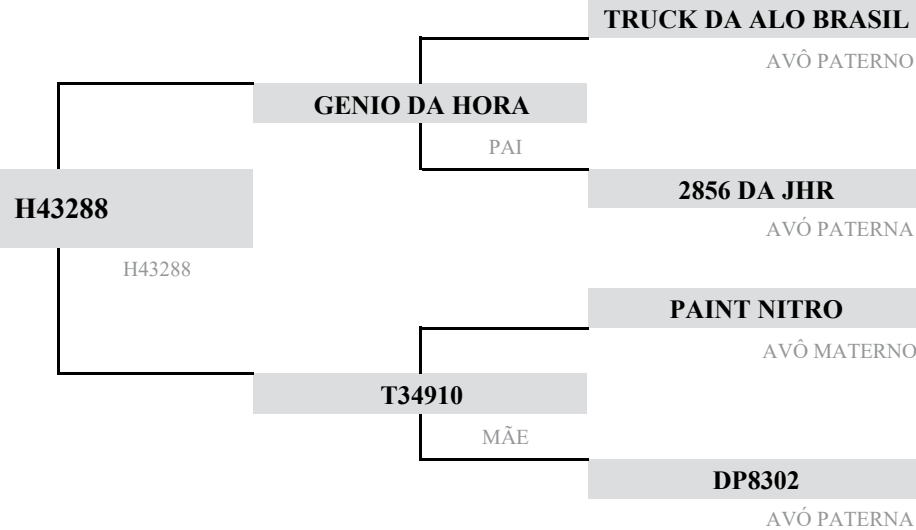 TRUCK DA ALO BRASIL
AVÔ PATERNO
GENIO DA HORA
PAI
2856 DA JHR
AVÓ PATERNA
H43288
H43288
PAINT NITRO
AVÔ MATERNO
T34910
MÃE
DP8302
AVÓ PATERNA